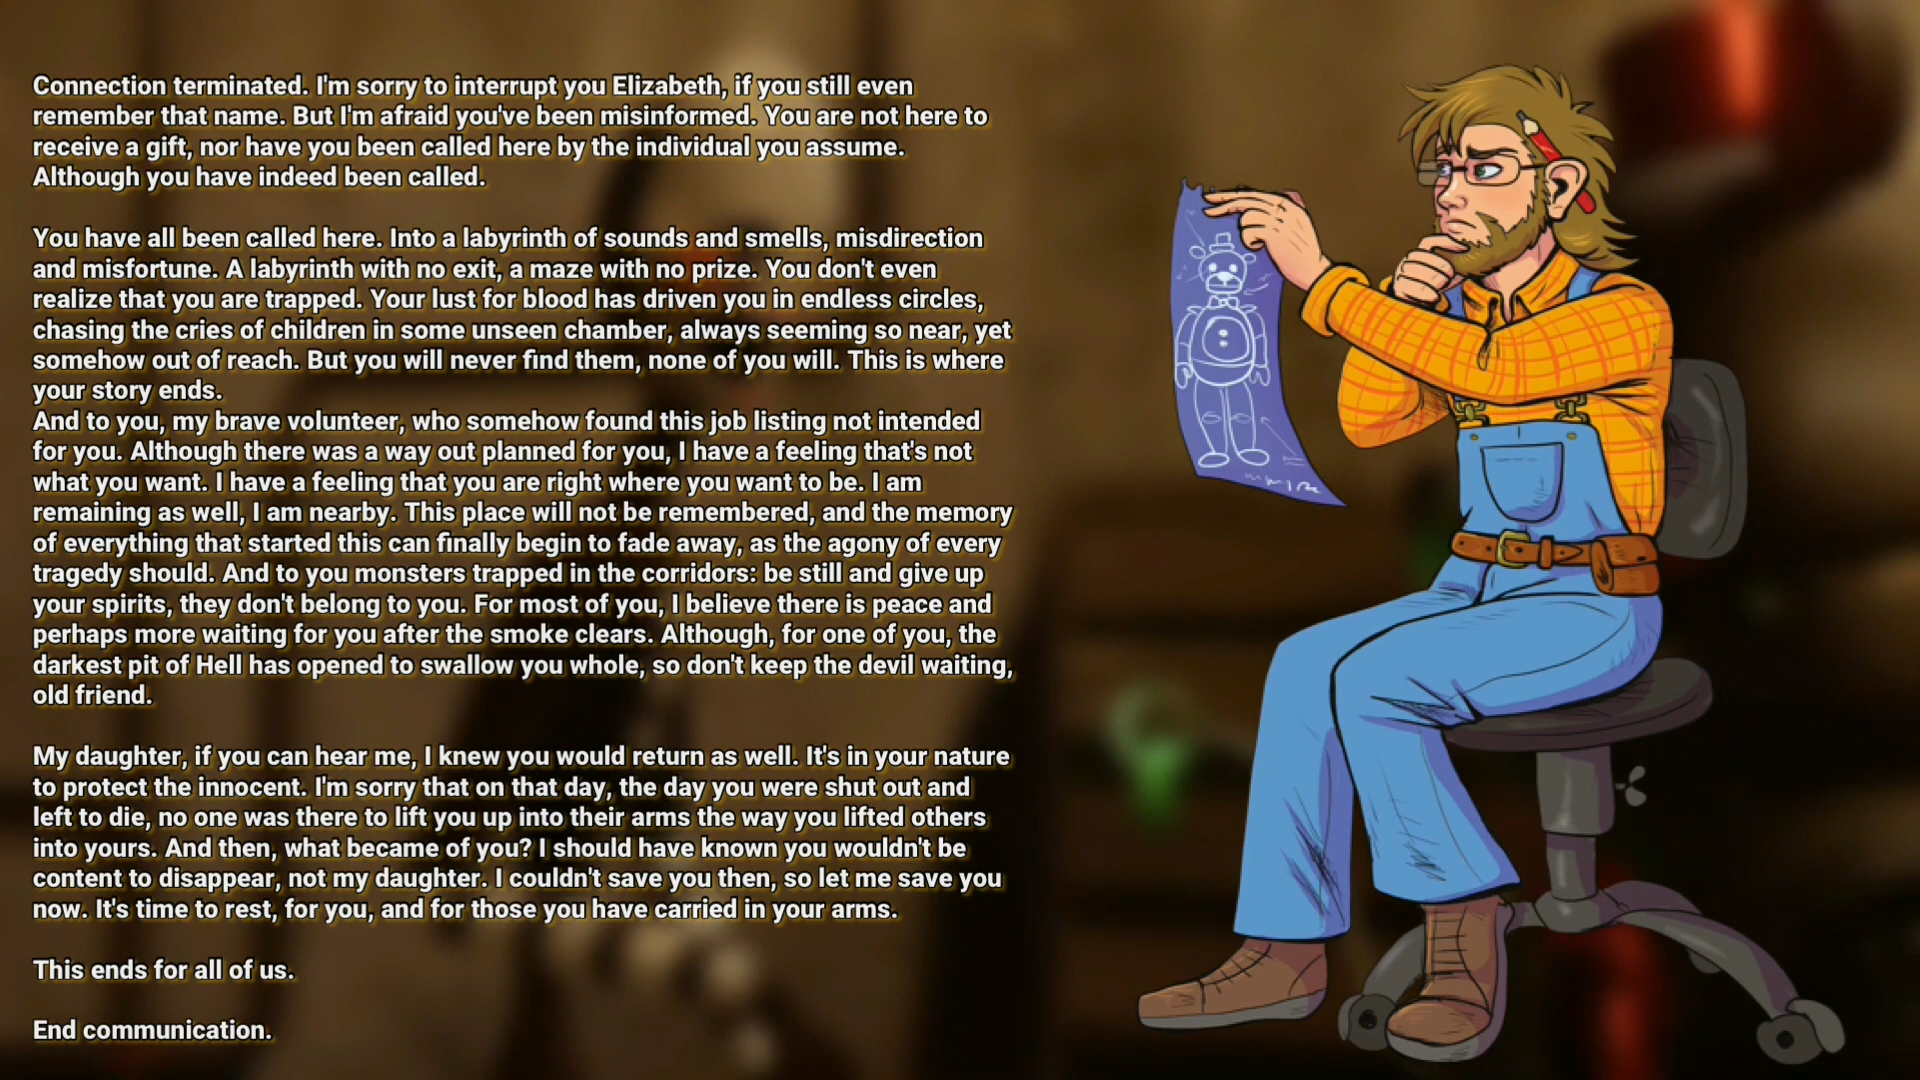 Connection terminated. I'm sorry to interrupt you Elizabeth, if you still even
remember that name. But I'm afraid you've been misinformed. You are not here to
receive a gift, nor have you been called here by the individual you assume.
Although you have indeed been called.
You have all been called here. Into a labyrinth of sounds and smells, misdirection
and misfortune. A labyrinth with no exit, a maze with no prize. You don't even
realize that you are trapped. Your lust for blood has driven you in endless circles,
chasing the cries of children in some unseen chamber, always seeming so near, yet
somehow out of reach. But you will never find them, none of you will. This is where
your story ends.
And to you, my brave volunteer, who somehow found this job listing not intended
for you. Although there was a way out planned for you, I have a feeling that's not
what you want. I have a feeling that you are right where you want to be. I am
remaining as well, I am nearby. This place will not be remembered, and the memory
of everything that started this can finally begin to fade away, as the agony of every
tragedy should. And to you monsters trapped in the corridors: be still and give up
your spirits, they don't belong to you. For most of you, I believe there is peace and
perhaps more waiting for you after the smoke clears. Although, for one of you, the
darkest pit of Hell has opened to swallow you whole, so don't keep the devil waiting,
old friend.
My daughter, if you can hear me, I knew you would return as well. It's in your nature
to protect the innocent. I'm sorry that on that day, the day you were shut out and
left to die, no one was there to lift you up into their arms the way you lifted others
into yours. And then, what became of you? I should have known you wouldn't be
content to disappear, not my daughter. I couldn't save you then, so let me save you
now. It's time to rest, for you, and for those you have carried in your arms.
This ends for all of us.
End communication.